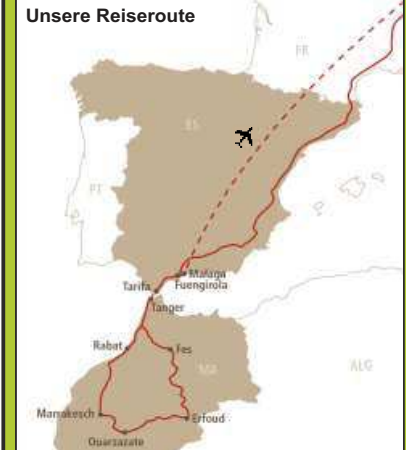 Unsere Reiseroute
FR
ES
PT
Malaga
Fuengirola
Tarifa
Tanger
Rabat
Fes
MA
ALG
Marrakesch
Erfoud
Ouarzazate